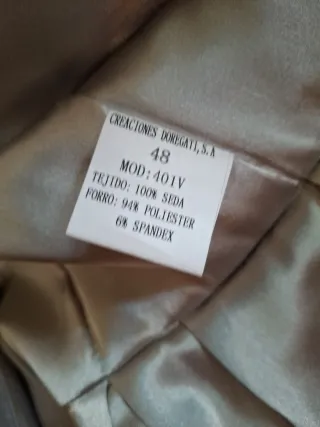 CREACIONES DOREGATI, S.A
48
MOD:401V
TEJIDO: 100% SEDA
FORRO: 94% POLIESTER
6% SPANDEX